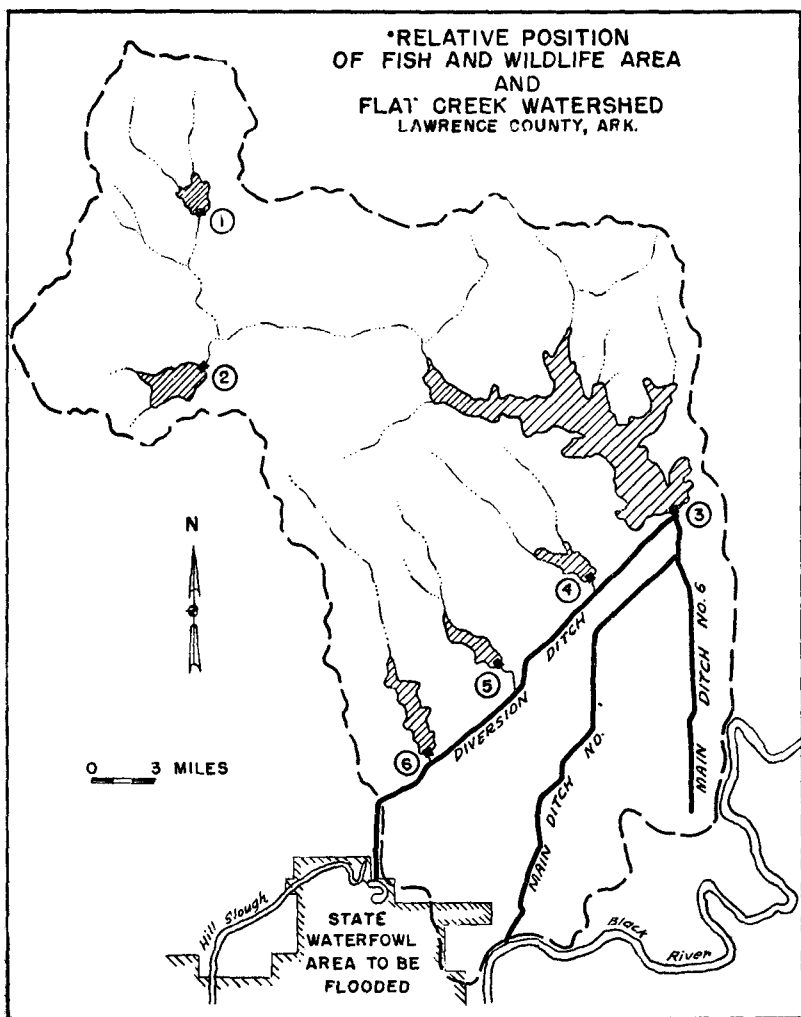 •RELATIVE POSITION
OF FISH AND WILDLIFE AREA
AND
FLAT CREEK WATERSHED
LAWRENCE COUNTY, ARK.
1
2
3
N
4
5
6
DIVERSION DITCH
MAIN DITCH NO. 6
MAIN DITCH NO.
0 3 MILES
Hill Slough
STATE
WATERFOWL
AREA TO BE
FLOODED
Black
River